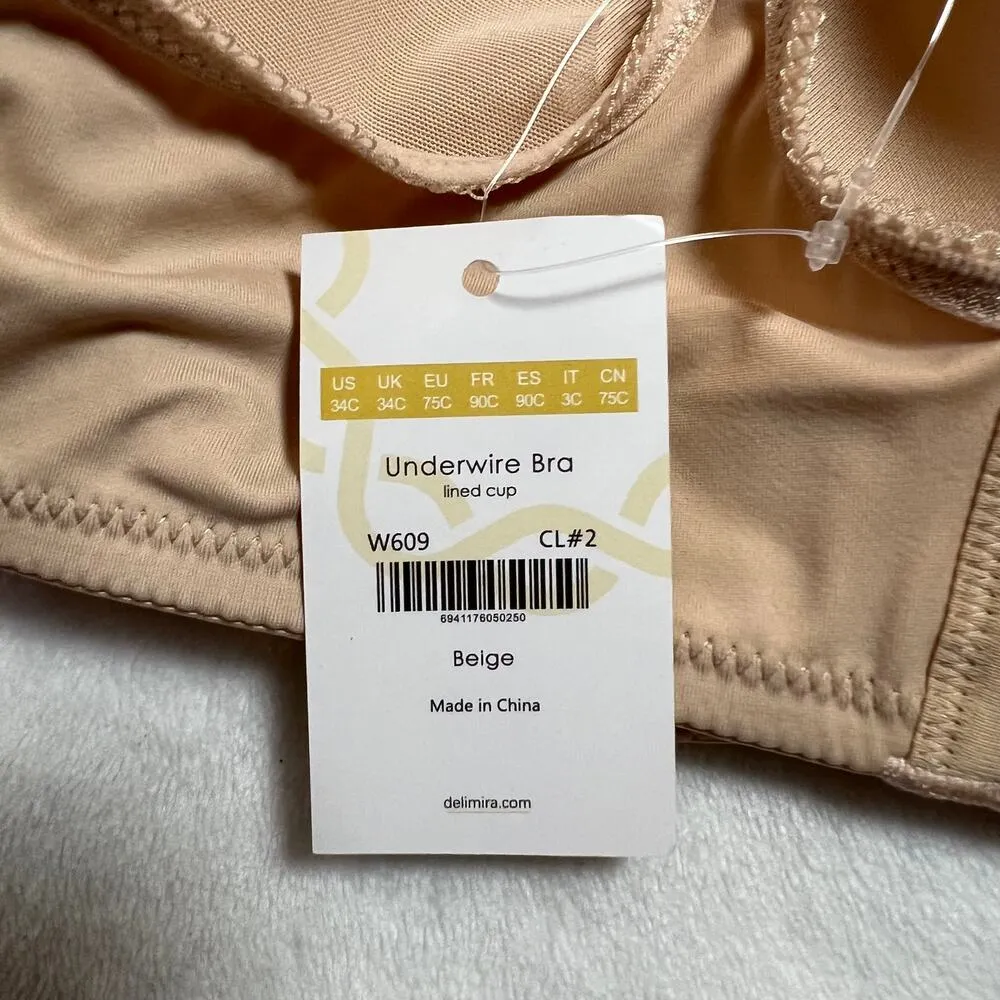 US UK EU FR ES IT CN
34C 34C 75C 90C 90C 3C 75C
Underwire Bra
lined cup
W609 CL#2
6941176050250
Beige
Made in China
delimira.com